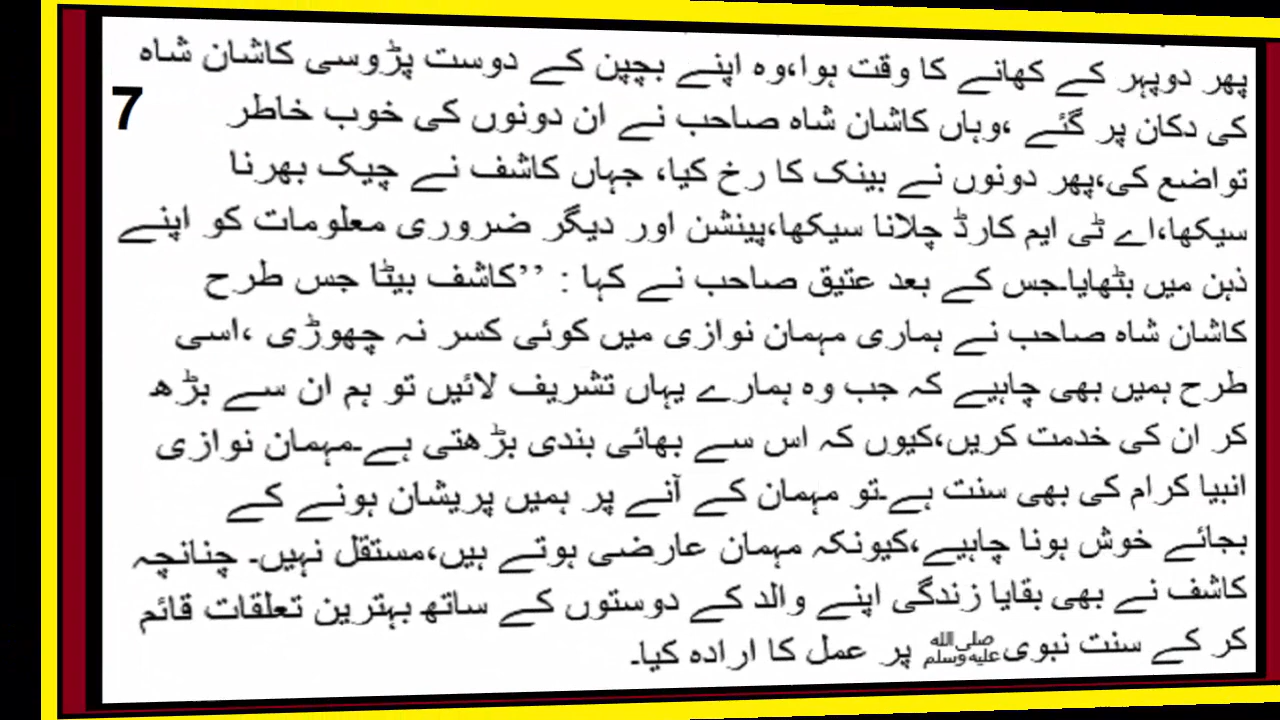 پھر دوپہر کے کھانے کا وقت ہوا،وہ اپنے بچپن کے دوست پڑوسی کاشان شاہ
کی دکان پر گئے ،وہاں کاشان شاہ صاحب نے ان دونوں کی خوب خاطر
7
تواضع کی،پھر دونوں نے بینک کا رخ کیا، جہاں کاشف نے چیک بھرنا
سیکھا،اے ٹی ایم کارڈ چلانا سیکھا،پینشن اور دیگر ضروری معلومات کو اپنے
ذہن میں بٹھایا۔جس کے بعد عتیق صاحب نے کہا : ’’کاشف بیٹا جس طرح
کاشان شاہ صاحب نے ہماری مہمان نوازی میں کوئی کسر نہ چھوڑی ،اسی
طرح ہمیں بھی چاہیے کہ جب وہ ہمارے یہاں تشریف لائیں تو ہم ان سے بڑھ
کر ان کی خدمت کریں،کیوں کہ اس سے بھائی بندی بڑھتی ہے۔مہمان نوازی
انبیا کرام کی بھی سنت ہے۔تو مہمان کے آنے پر ہمیں پریشان ہونے کے
بجائے خوش ہونا چاہیے،کیونکہ مہمان عارضی ہوتے ہیں،مستقل نہیں۔ چنانچہ
کاشف نے بھی بقایا زندگی اپنے والد کے دوستوں کے ساتھ بہترین تعلقات قائم
کر کے سنت نبویﷺ پر عمل کا ارادہ کیا۔